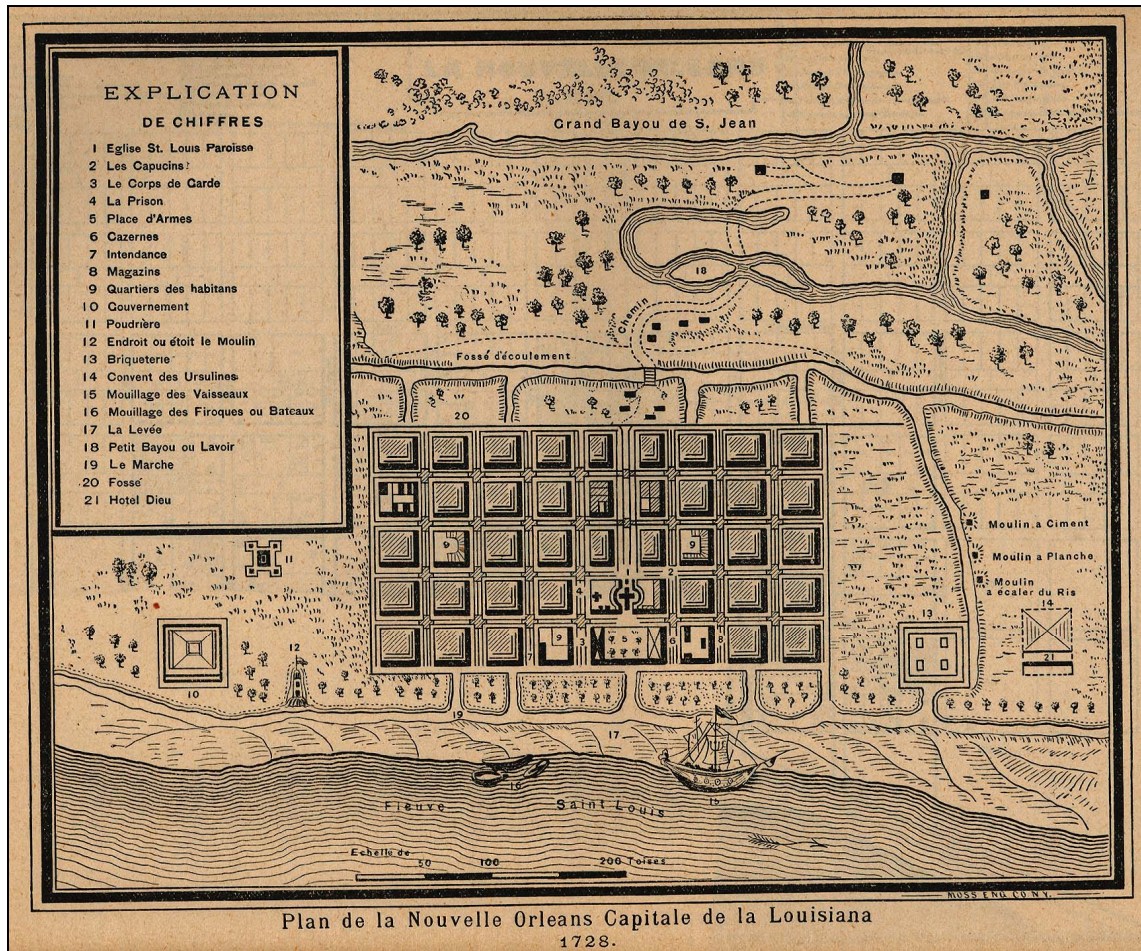 EXPLICATION
DE CHIFFRES
1 Eglise St. Louis Paroisse
2 Les Capucins
3 Le Corps de Garde
4 La Prison
5 Place d'Armes
6 Cazernes
7 Intendance
8 Magazins
9 Quartiers des habitans
10 Gouvernement
11 Poudrière
12 Endroit ou étoit le Moulin
13 Briqueterie
14 Convent des Ursulines
15 Mouillage des Vaisseaux
16 Mouillage des Firoques ou Bateaux
17 La Levée
18 Petit Bayou ou Lavoir
19 Le Marche
20 Fossé
21 Hotel Dieu
Grand Bayou de S. Jean
18
Chemin
Fossé d'écoulement
20
9
9
2
4
9
3
5
6
8
7
11
10
12
13
Moulin a Ciment
Moulin a Planche
Moulin
a écaler du Ris
14
21
19
17
16
15
Fleuve Saint Louis
Echelle de
50 100 200 Toises
MOSS ENG CO N.Y.
Plan de la Nouvelle Orleans Capitale de la Louisiana
1728.